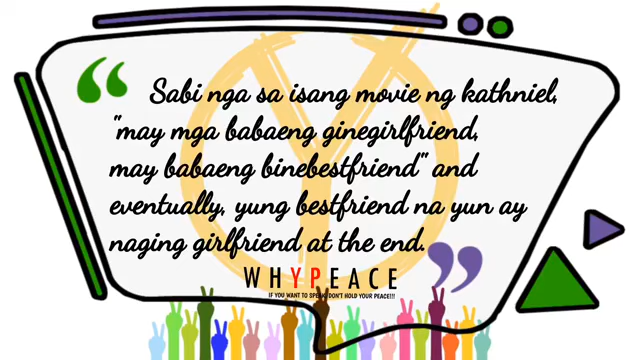 Sabi nga sa isang movie ng kathniel,
"may mga babaeng ginegirlfriend,
may babaeng binebestfriend" and
eventually, yung bestfriend na yun ay
naging girlfriend at the end.
WHYPEACE
IF YOU WANT TO SPEAK, DON'T HOLD YOUR PEACE!!!